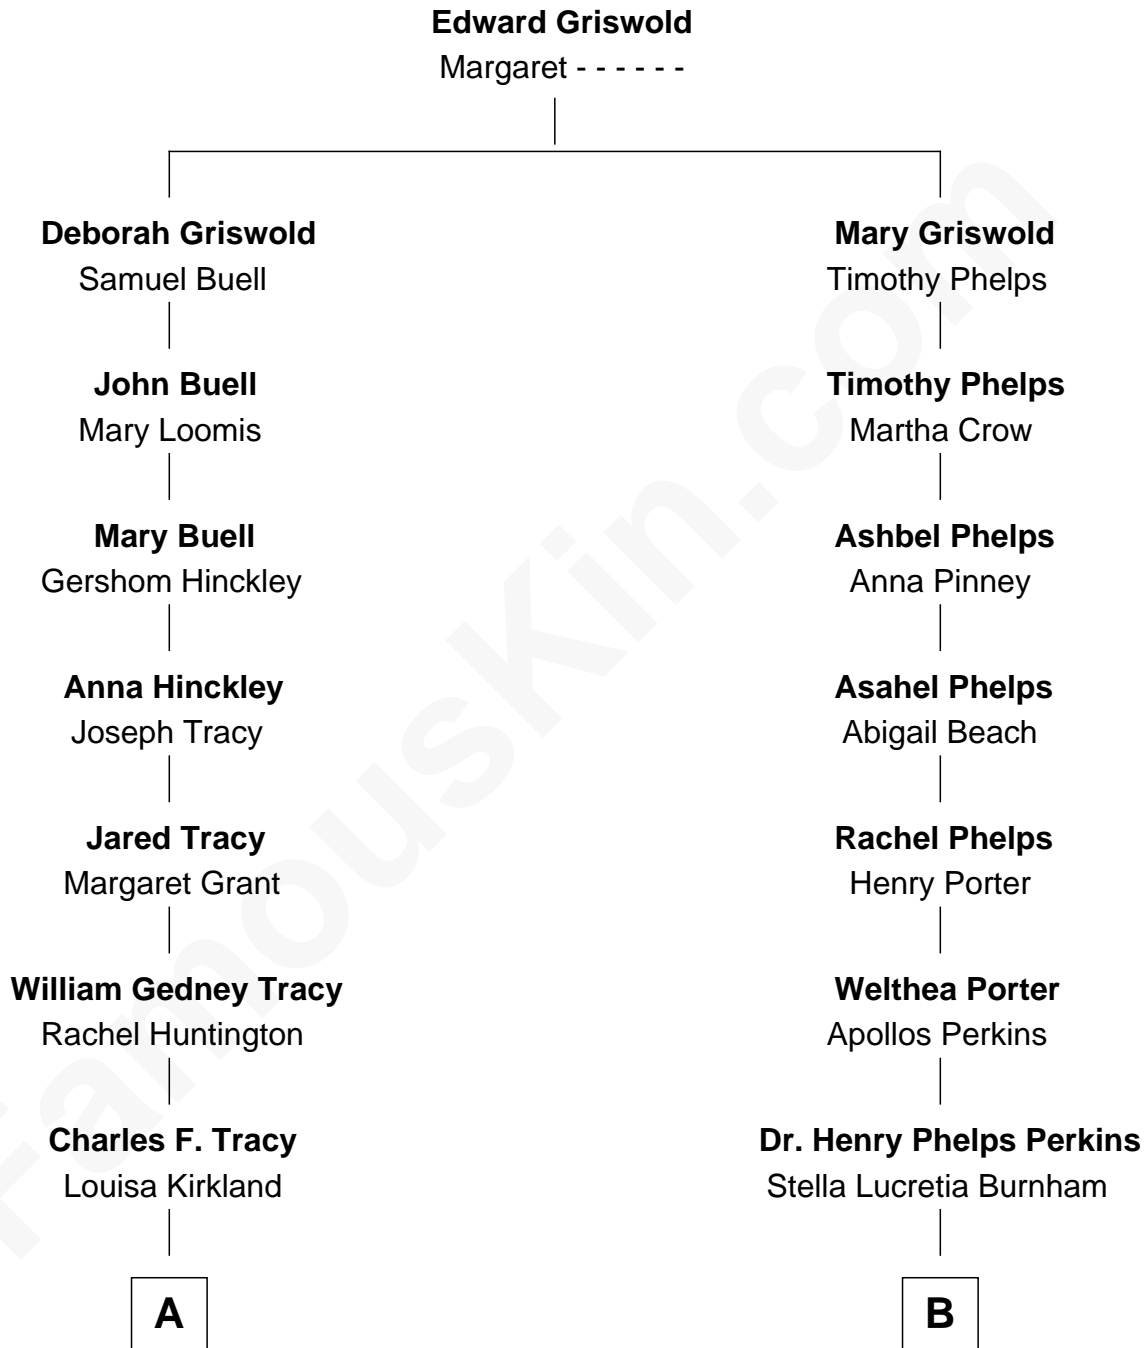 Edward Griswold
Margaret - - - - - -
Deborah Griswold
Samuel Buell
Mary Griswold
Timothy Phelps
John Buell
Mary Loomis
Timothy Phelps
Martha Crow
Mary Buell
Gershom Hinckley
Ashbel Phelps
Anna Pinney
Anna Hinckley
Joseph Tracy
Asahel Phelps
Abigail Beach
Jared Tracy
Margaret Grant
Rachel Phelps
Henry Porter
William Gedney Tracy
Rachel Huntington
Welthea Porter
Apollos Perkins
Charles F. Tracy
Louisa Kirkland
Dr. Henry Phelps Perkins
Stella Lucretia Burnham
A
B
FamousKin.com